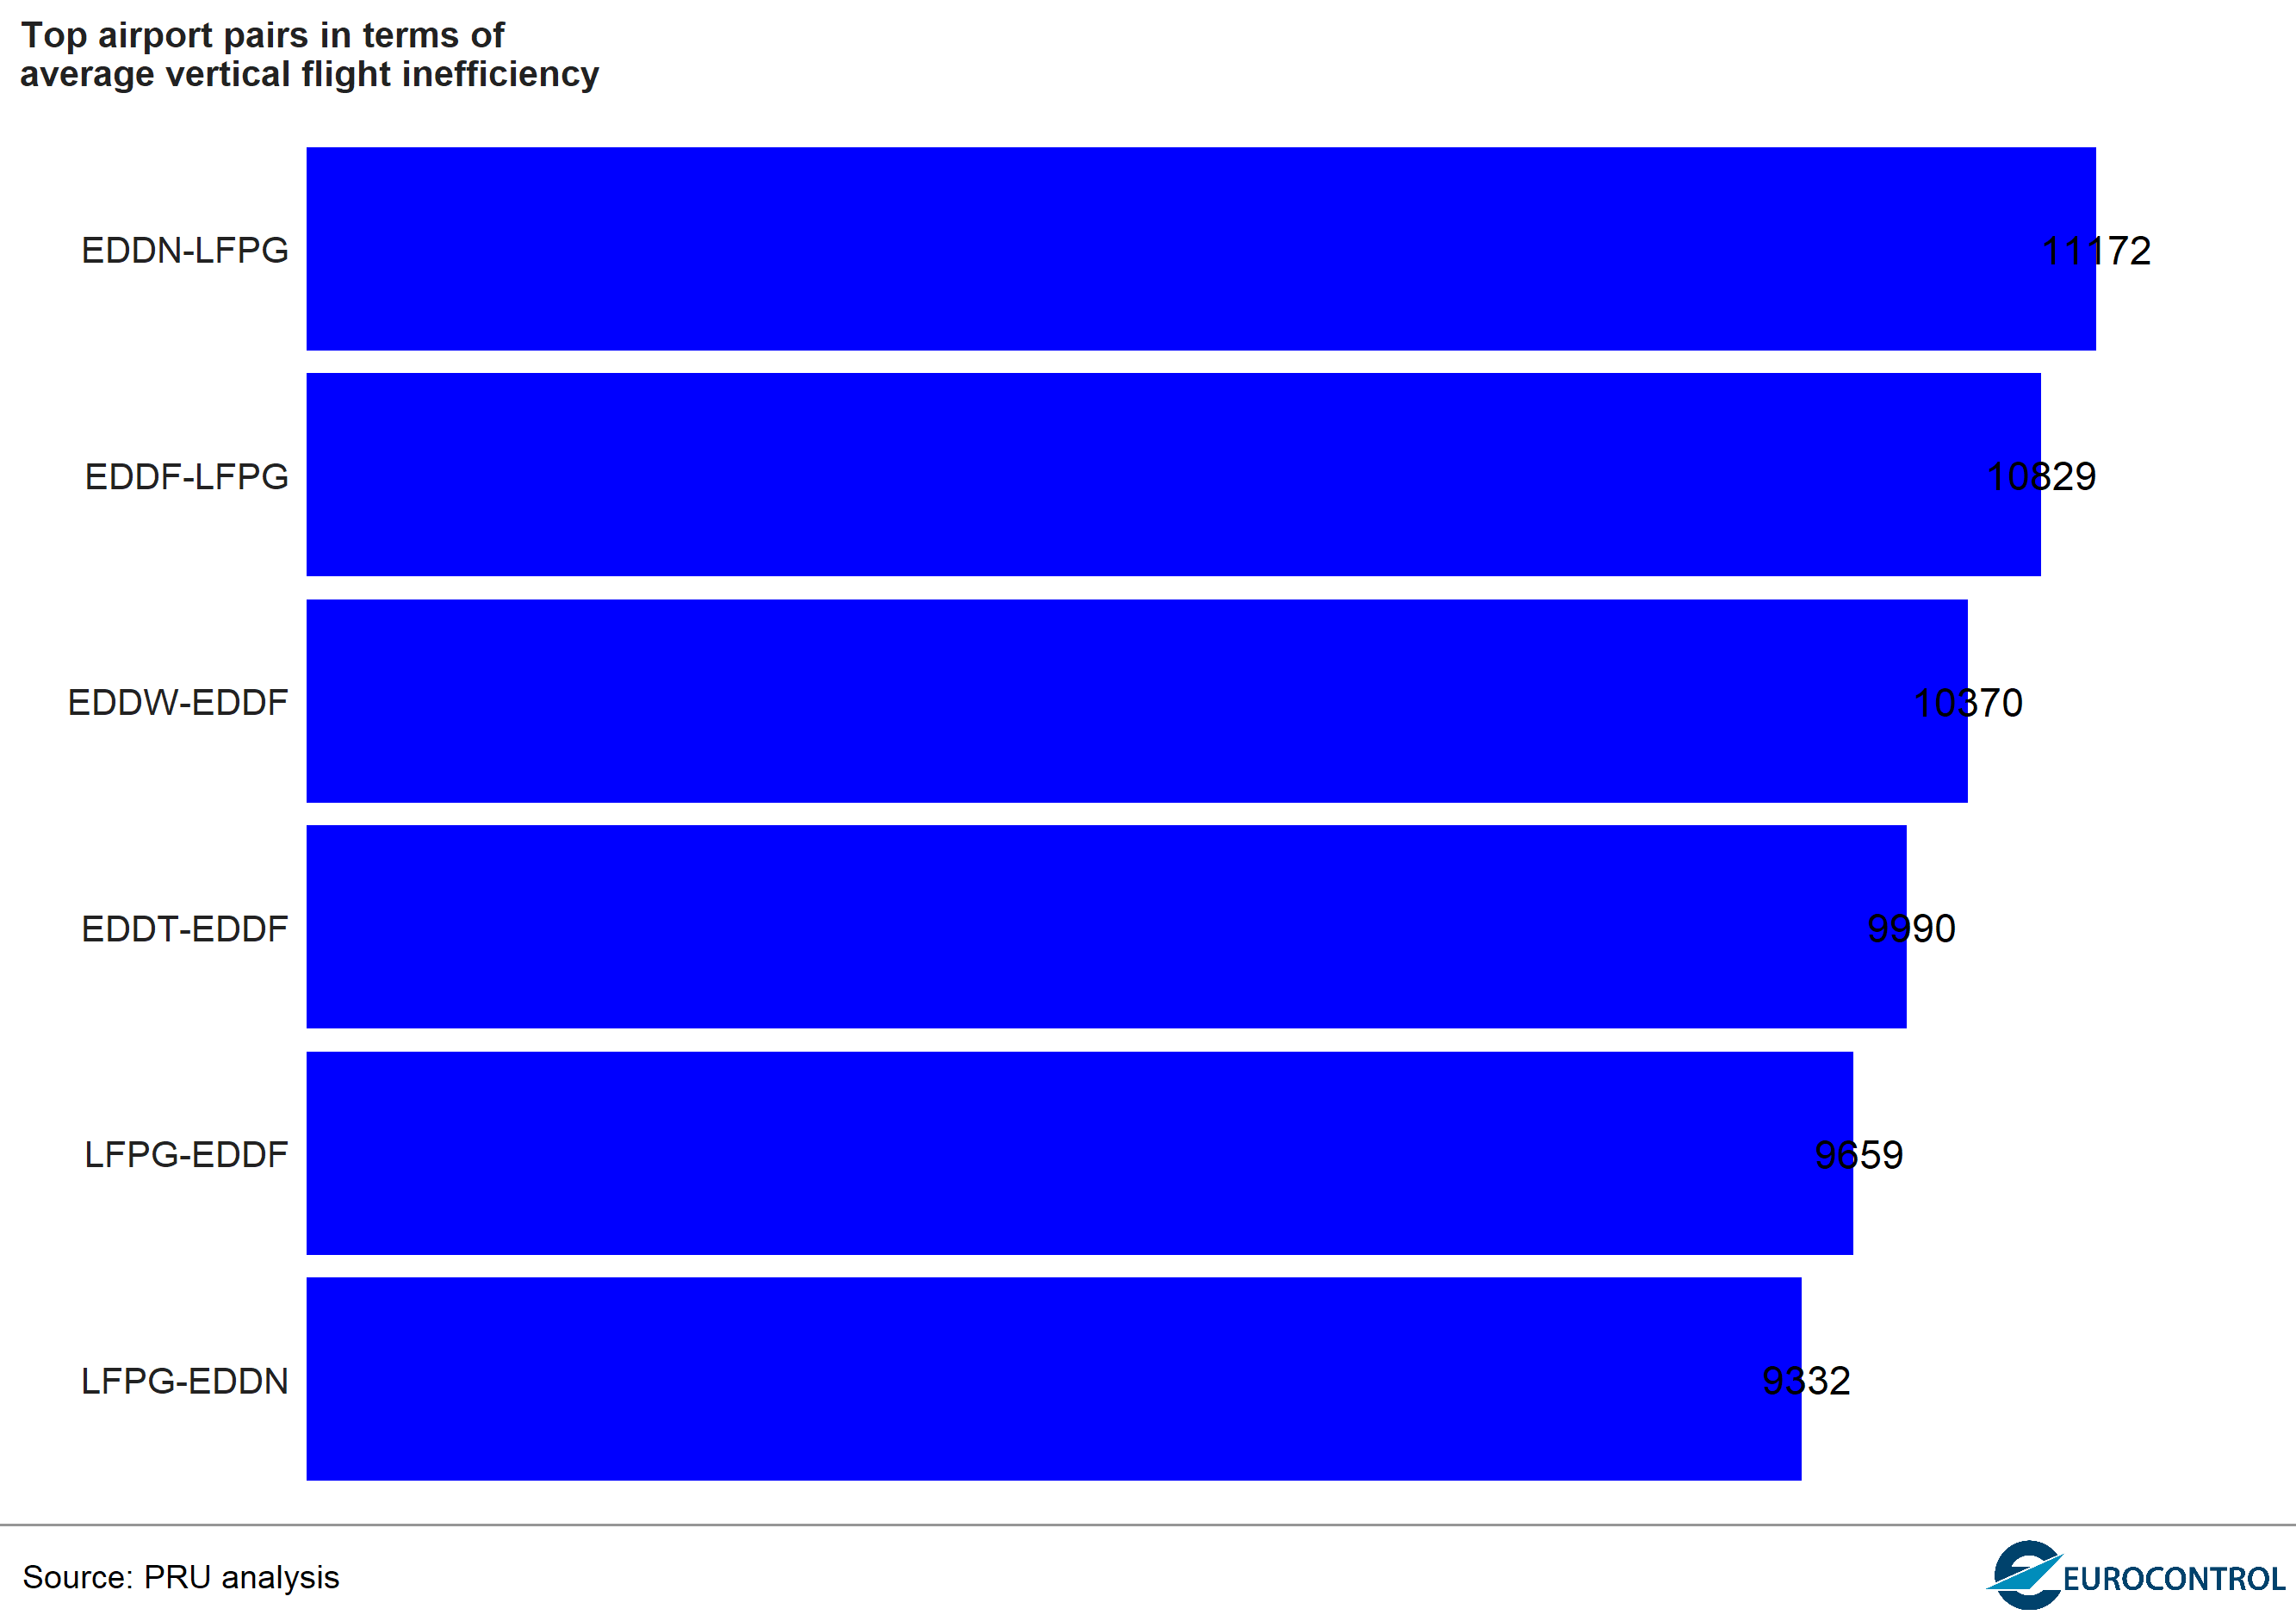 Top airport pairs in terms of
average vertical flight inefficiency
EDDN-LFPG 11172
EDDF-LFPG 10829
EDDW-EDDF 10370
EDDT-EDDF 9990
LFPG-EDDF 9659
LFPG-EDDN 9332
Source: PRU analysis
EUROCONTROL